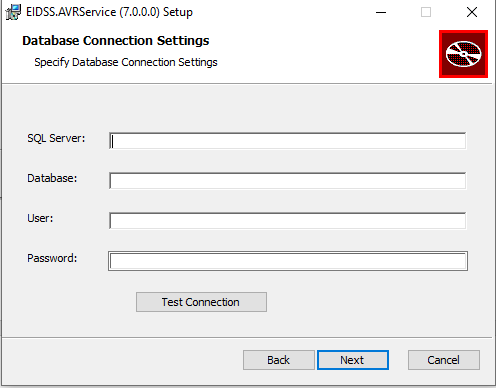 EIDSS.AVRService (7.0.0.0) Setup
Database Connection Settings
Specify Database Connection Settings
SQL Server:
Database:
User:
Password:
Test Connection
Back Next Cancel